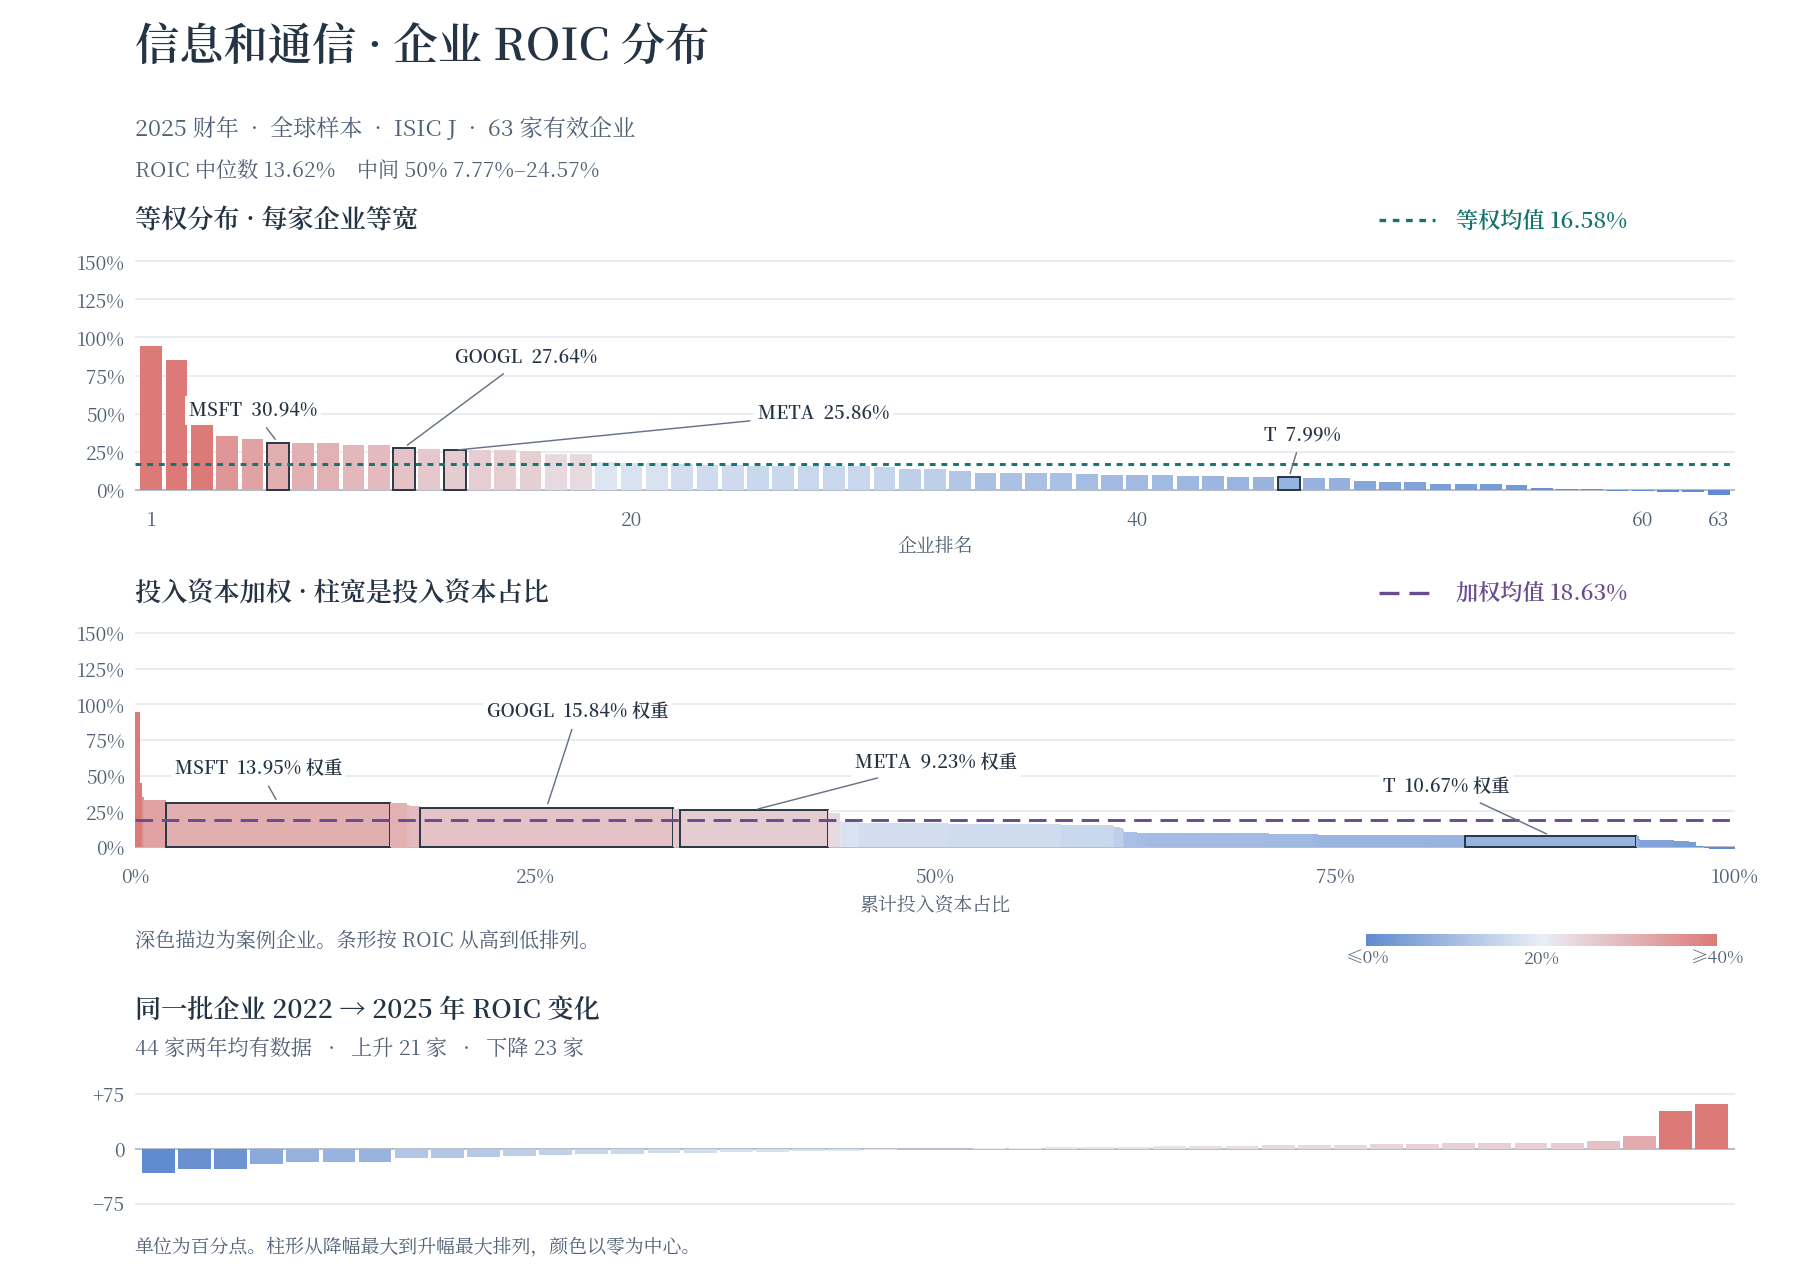 信息和通信 · 企业 ROIC 分布
2025 财年 · 全球样本 · ISIC J · 63 家有效企业
ROIC 中位数 13.62% 中间 50% 7.77%–24.57%
等权分布 · 每家企业等宽
等权均值 16.58%
150%
125%
100%
75%
50%
25%
0%
GOOGL 27.64%
MSFT 30.94%
META 25.86%
T 7.99%
1 20 40 60 63
企业排名
投入资本加权 · 柱宽是投入资本占比
加权均值 18.63%
150%
125%
100%
75%
50%
25%
0%
GOOGL 15.84% 权重
MSFT 13.95% 权重
META 9.23% 权重
T 10.67% 权重
0% 25% 50% 75% 100%
累计投入资本占比
深色描边为案例企业。条形按 ROIC 从高到低排列。
≤0% 20% ≥40%
同一批企业 2022 → 2025 年 ROIC 变化
44 家两年均有数据 · 上升 21 家 · 下降 23 家
+75
0
−75
单位为百分点。柱形从降幅最大到升幅最大排列，颜色以零为中心。